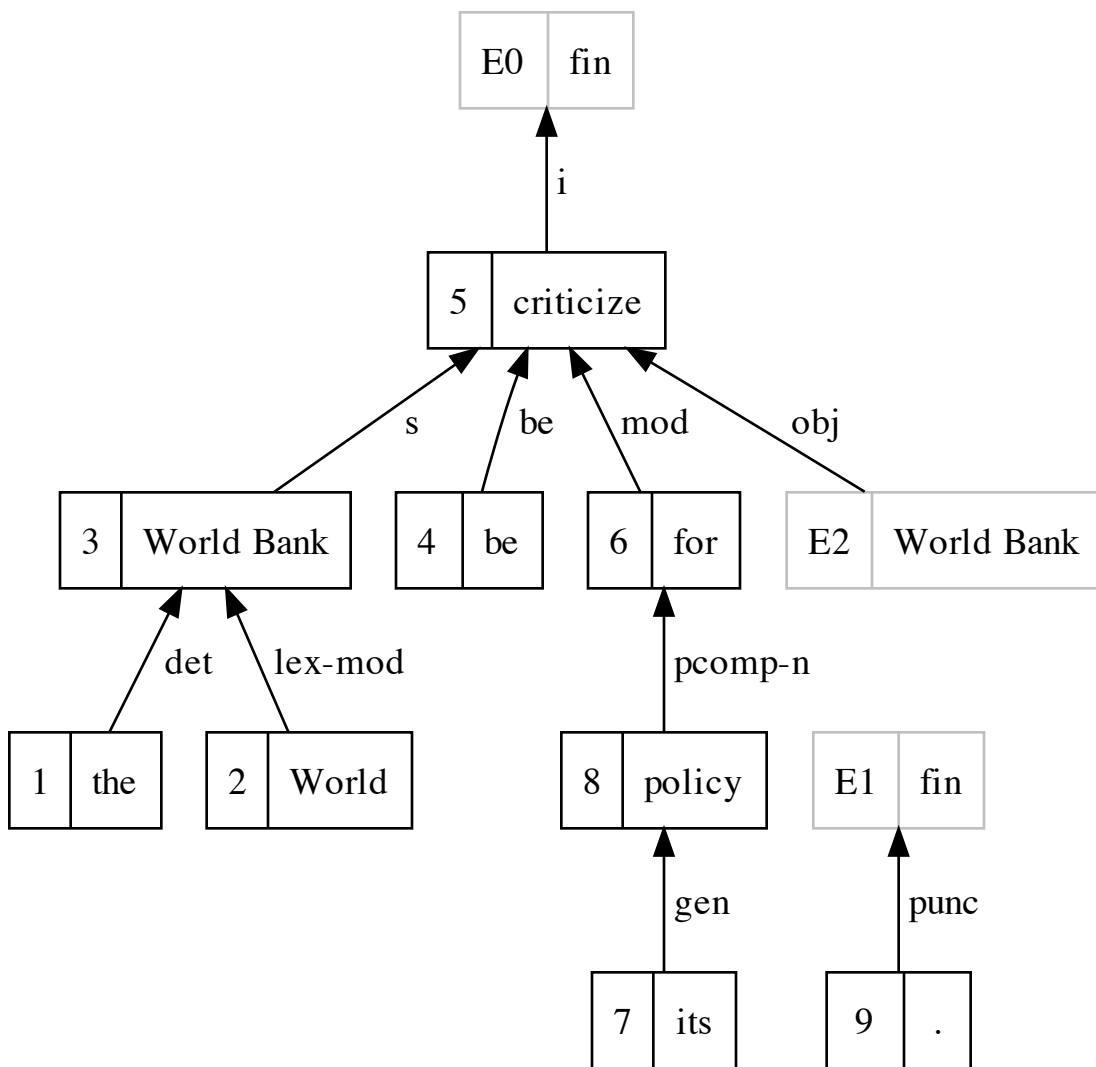 E0 fin
i
5 criticize
s be mod obj
3 World Bank 4 be 6 for E2 World Bank
det lex-mod pcomp-n
1 the 2 World 8 policy E1 fin
gen punc
7 its 9 .